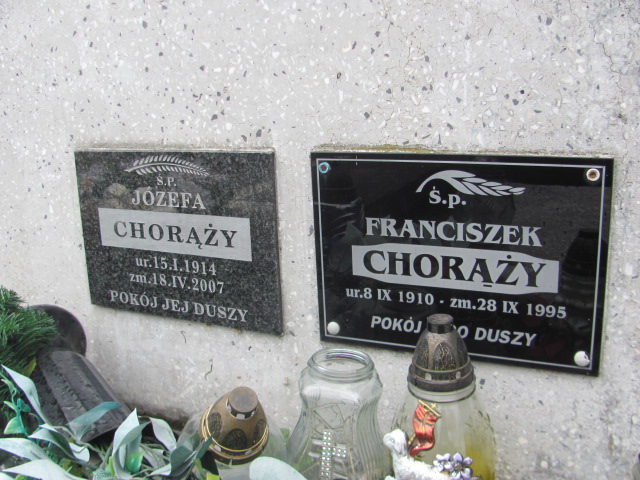 Ś.P.
JÓZEFA
CHORĄŻY
ur. 15.I.1914
zm. 18.IV.2007
POKÓJ JEJ DUSZY
Ś.P.
FRANCISZEK
CHORĄŻY
ur. 8 IX 1910 - zm. 28 IX 1995
POKÓJ DUSZY